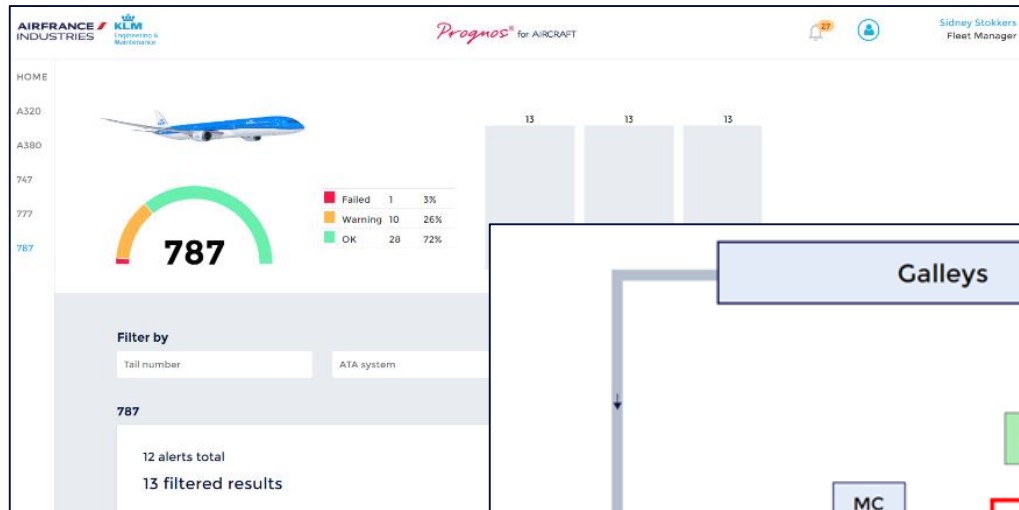 AIRFRANCE KLM
INDUSTRIES Engineering &
Maintenance
Prognos® for AIRCRAFT
27
Sidney Stokkers
Fleet Manager
HOME
A320
A380
747
777
787
13 13 13
Failed 1 3%
Warning 10 26%
OK 28 72%
787
Galleys
Filter by
Tail number ATA system
787
12 alerts total
13 filtered results
MC